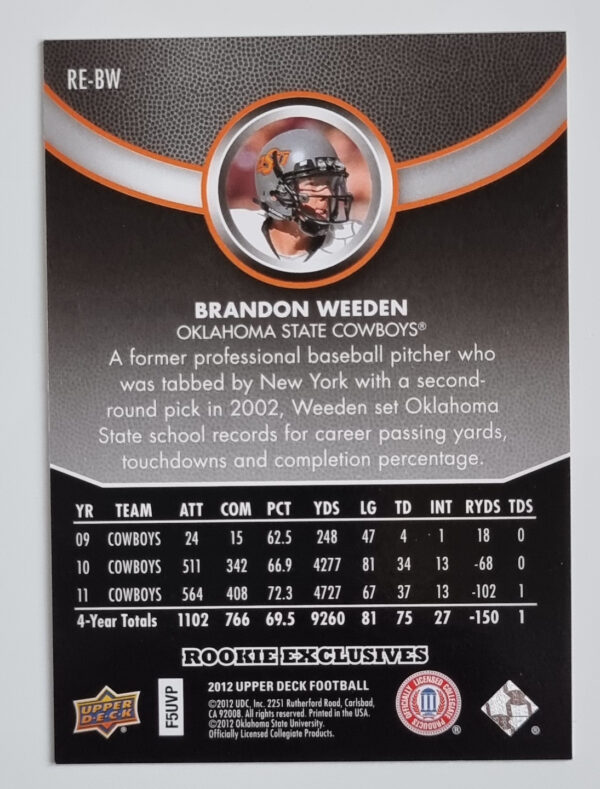 RE-BW
BRANDON WEEDEN
OKLAHOMA STATE COWBOYS®
A former professional baseball pitcher who
was tabbed by New York with a second-
round pick in 2002, Weeden set Oklahoma
State school records for career passing yards,
touchdowns and completion percentage.
YR TEAM ATT COM PCT YDS LG TD INT RYDS TDS
09 COWBOYS 24 15 62.5 248 47 4 1 18 0
10 COWBOYS 511 342 66.9 4277 81 34 13 -68 0
11 COWBOYS 564 408 72.3 4727 67 37 13 -102 1
4-Year Totals 1102 766 69.5 9260 81 75 27 -150 1
ROOKIE EXCLUSIVES
UPPER
DECK
®
F5UVP
2012 UPPER DECK FOOTBALL
©2012 UDC, Inc. 2251 Rutherford Road, Carlsbad,
CA 92008. All rights reserved. Printed in the USA.
©2012 Oklahoma State University.
Officially Licensed Collegiate Products.
OFFICIALLY LICENSED COLLEGIATE PRODUCTS
®
®